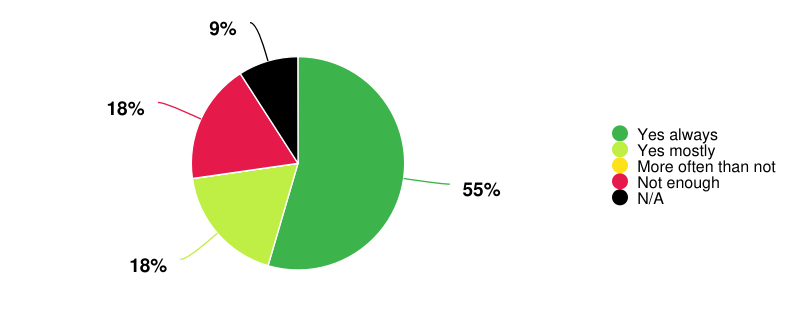 9%
18%
55%
18%
Yes always
Yes mostly
More often than not
Not enough
N/A